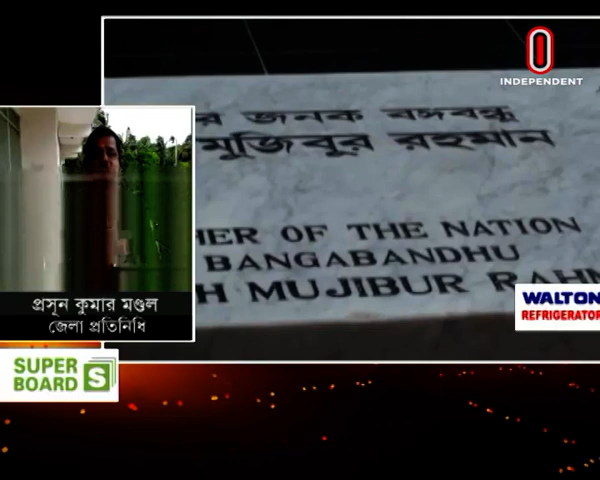 INDEPENDENT
র জনক বঙ্গবন্ধু
মুজিবুর রহমান
HER OF THE NATION
BANGABANDHU
H MUJIBUR RAHM
প্রসূন কুমার মণ্ডল
জেলা প্রতিনিধি
WALTON
REFRIGERATOR
SUPER
BOARD S